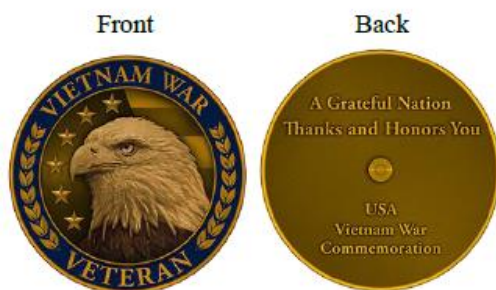 Front
Back
VIETNAM WAR
VETERAN
A Grateful Nation
Thanks and Honors You
USA
Vietnam War
Commemoration